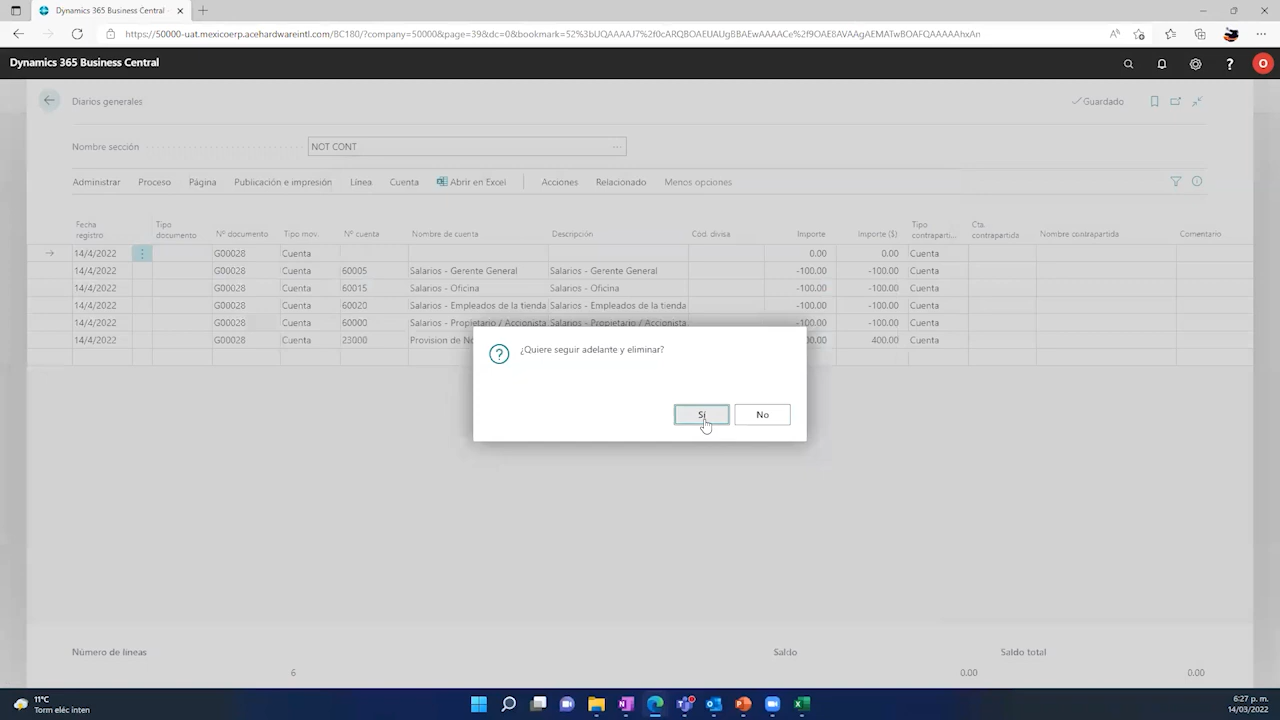 Dynamics 365 Business Central -
https://50000-uat.mexicoerp.acehardwareintl.com/BC180/?company=50000&page=39&dc=0&bookmark=
Dynamics 365 Business Central
O
Diarios generales
Guardado
Nombre sección
NOT CONT
Administrar Proceso Página Publicación e impresión Línea Cuenta Abrir en Excel Acciones Relacionado Menos opciones
Fecha registro Tipo documento Nº documento Tipo mov. Nº cuenta Nombre de cuenta Descripción Cód. divisa Importe Importe ($) Tipo contraparti... Cta. contrapartida Nombre contrapartida Comentario
14/4/2022 G00028 Cuenta 0.00 0.00 Cuenta
14/4/2022 G00028 Cuenta 60005 Salarios - Gerente General Salarios - Gerente General -100.00 -100.00 Cuenta
14/4/2022 G00028 Cuenta 60015 Salarios - Oficina Salarios - Oficina -100.00 -100.00 Cuenta
14/4/2022 G00028 Cuenta 60020 Salarios - Empleados de la tienda Salarios - Empleados de la tienda -100.00 -100.00 Cuenta
14/4/2022 G00028 Cuenta 60000 Salarios - Propietario / Accionista Salarios - Propietario / Accionista -100.00 -100.00 Cuenta
14/4/2022 G00028 Cuenta 23000 Provision de 400.00 Cuenta
¿Quiere seguir adelante y eliminar?
Sí
No
Número de líneas Saldo Saldo total
6 0.00 0.00
11°C
Torm eléc inten
6:27 p. m.
14/03/2022